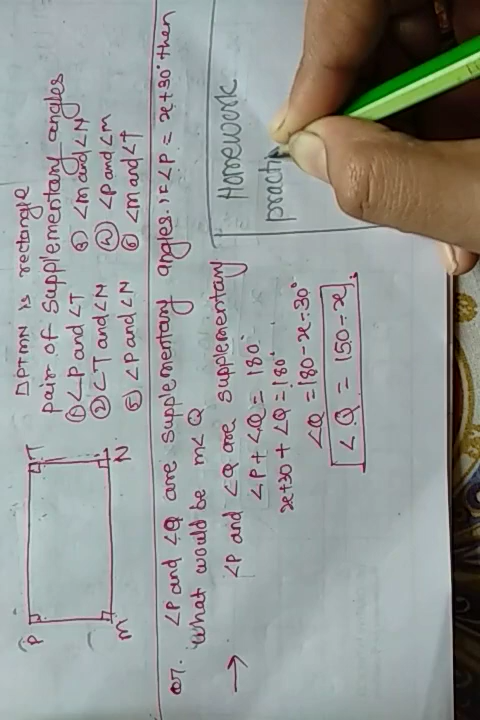 P
T
M
N
□PTMN is rectangle
pair of supplementary angles
① ∠P and ∠T ③ ∠M and ∠N
② ∠T and ∠N ④ ∠P and ∠M
⑤ ∠P and ∠N ⑥ ∠M and ∠T
Q7. ∠P and ∠Q are supplementary angles. i= ∠P = x+30° then
what would be m∠Q
→ ∠P and ∠Q are supplementary
∠P + ∠Q = 180°
x+30 + ∠Q = 180°
∠Q = 180-x-30°
∠Q = 150-x.
Homework
practi